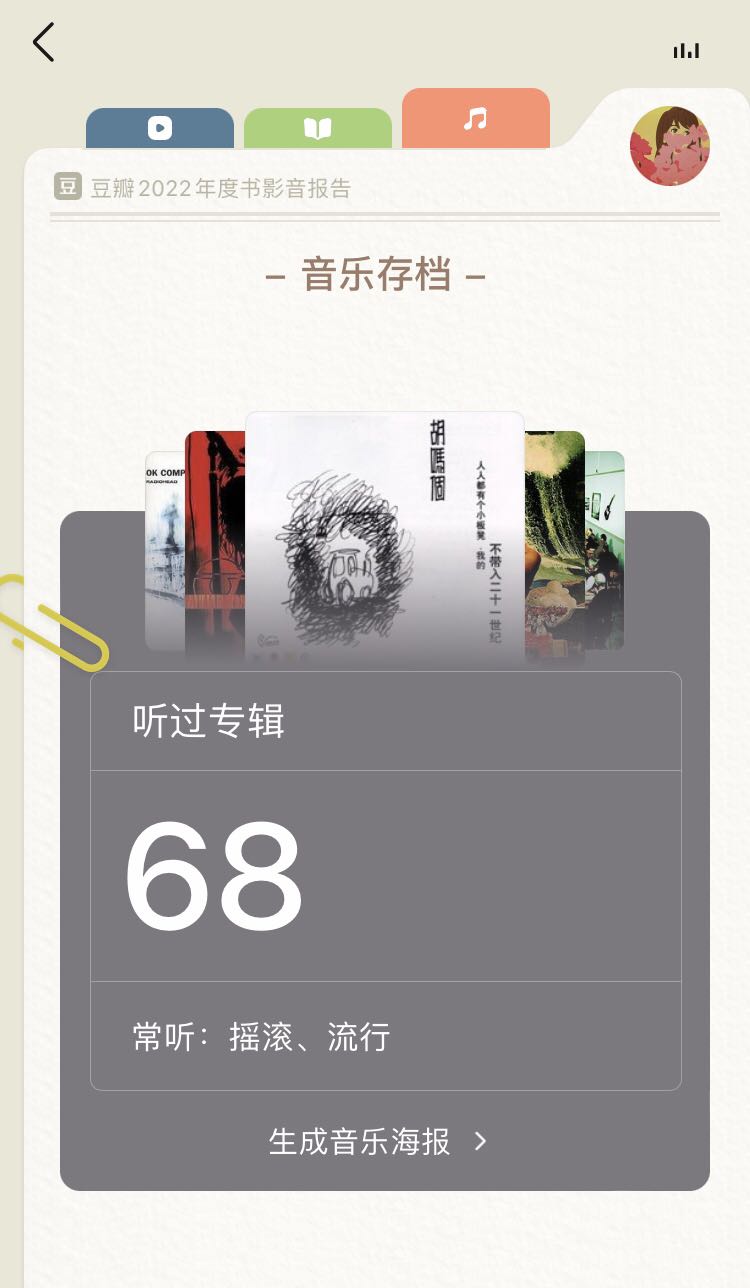 豆 豆瓣2022年度书影音报告
– 音乐存档 –
OK COMP
RADIOHEAD
胡嗎個
人人都有个小板凳·我的
不带入二十一世纪
听过专辑
68
常听：摇滚、流行
生成音乐海报